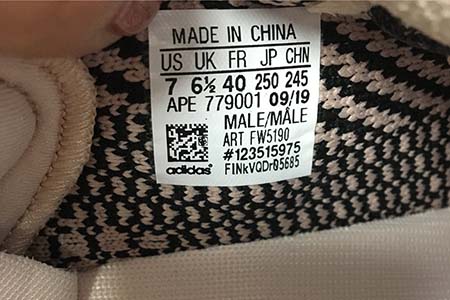 MADE IN CHINA
US UK FR JP CHN
7 6½ 40 250 245
APE 779001 09/19
MALE/MÂLE
ART FW5190
#123515975
FINkVQDr05685
adidas